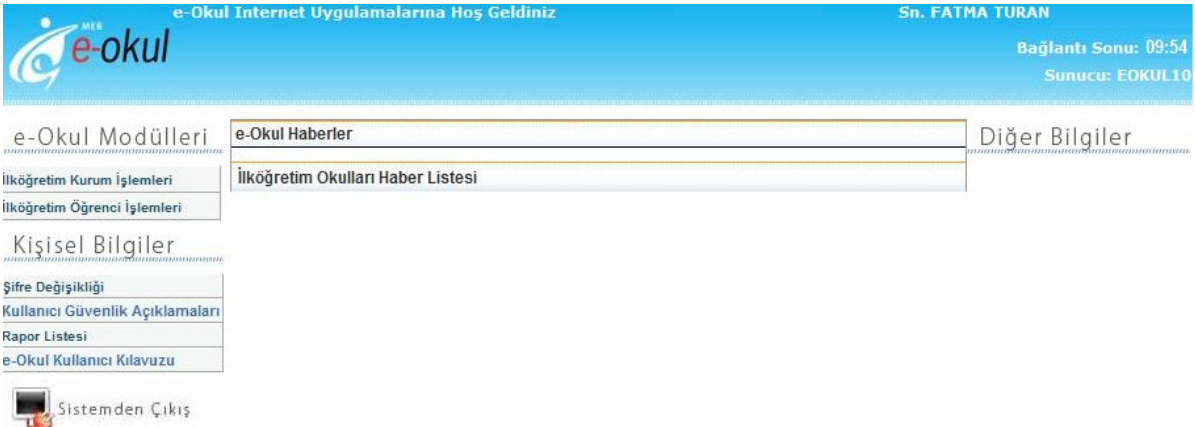 e-Okul Internet Uygulamalarına Hoş Geldiniz
Sn. FATMA TURAN
MEB
e-okul
Bağlantı Sonu: 09:54
Sunucu: EOKUL10
e-Okul Modülleri
İlköğretim Kurum İşlemleri
İlköğretim Öğrenci İşlemleri
Kişisel Bilgiler
Şifre Değişikliği
Kullanıcı Güvenlik Açıklamaları
Rapor Listesi
e-Okul Kullanıcı Kılavuzu
Sistemden Çıkış
e-Okul Haberler
İlköğretim Okulları Haber Listesi
Diğer Bilgiler